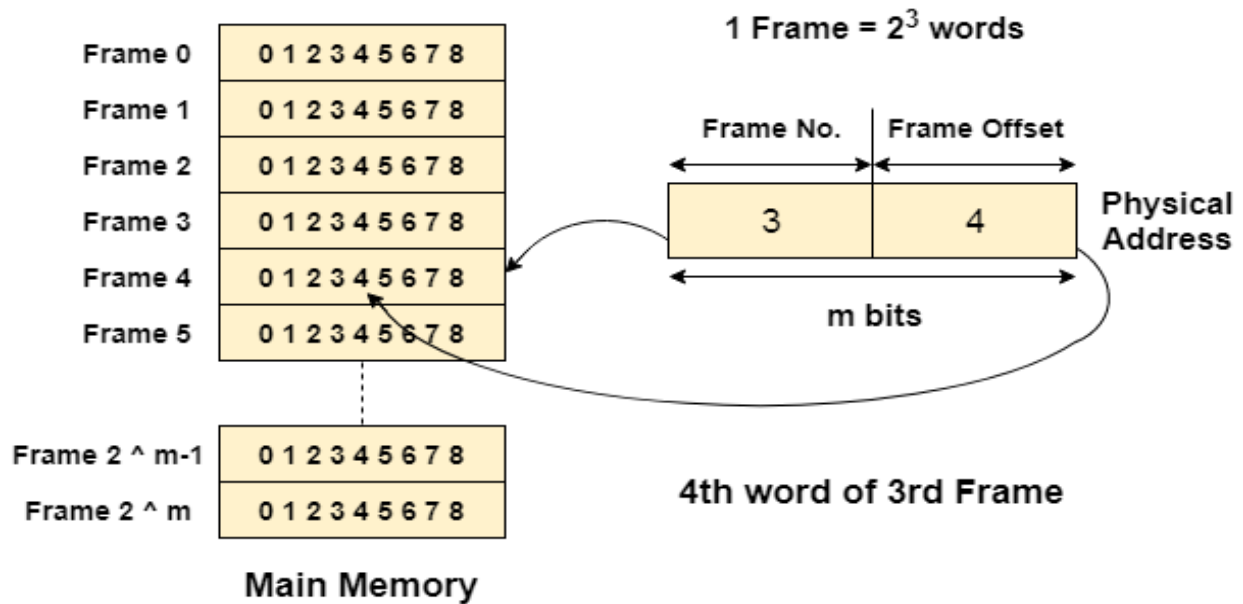 1 Frame = 2³ words
Frame 0 0 1 2 3 4 5 6 7 8
Frame 1 0 1 2 3 4 5 6 7 8
Frame 2 0 1 2 3 4 5 6 7 8
Frame 3 0 1 2 3 4 5 6 7 8
Frame 4 0 1 2 3 4 5 6 7 8
Frame 5 0 1 2 3 4 5 6 7 8
Frame 2 ^ m-1 0 1 2 3 4 5 6 7 8
Frame 2 ^ m 0 1 2 3 4 5 6 7 8
Main Memory
Frame No. Frame Offset
3 4
Physical
Address
m bits
4th word of 3rd Frame